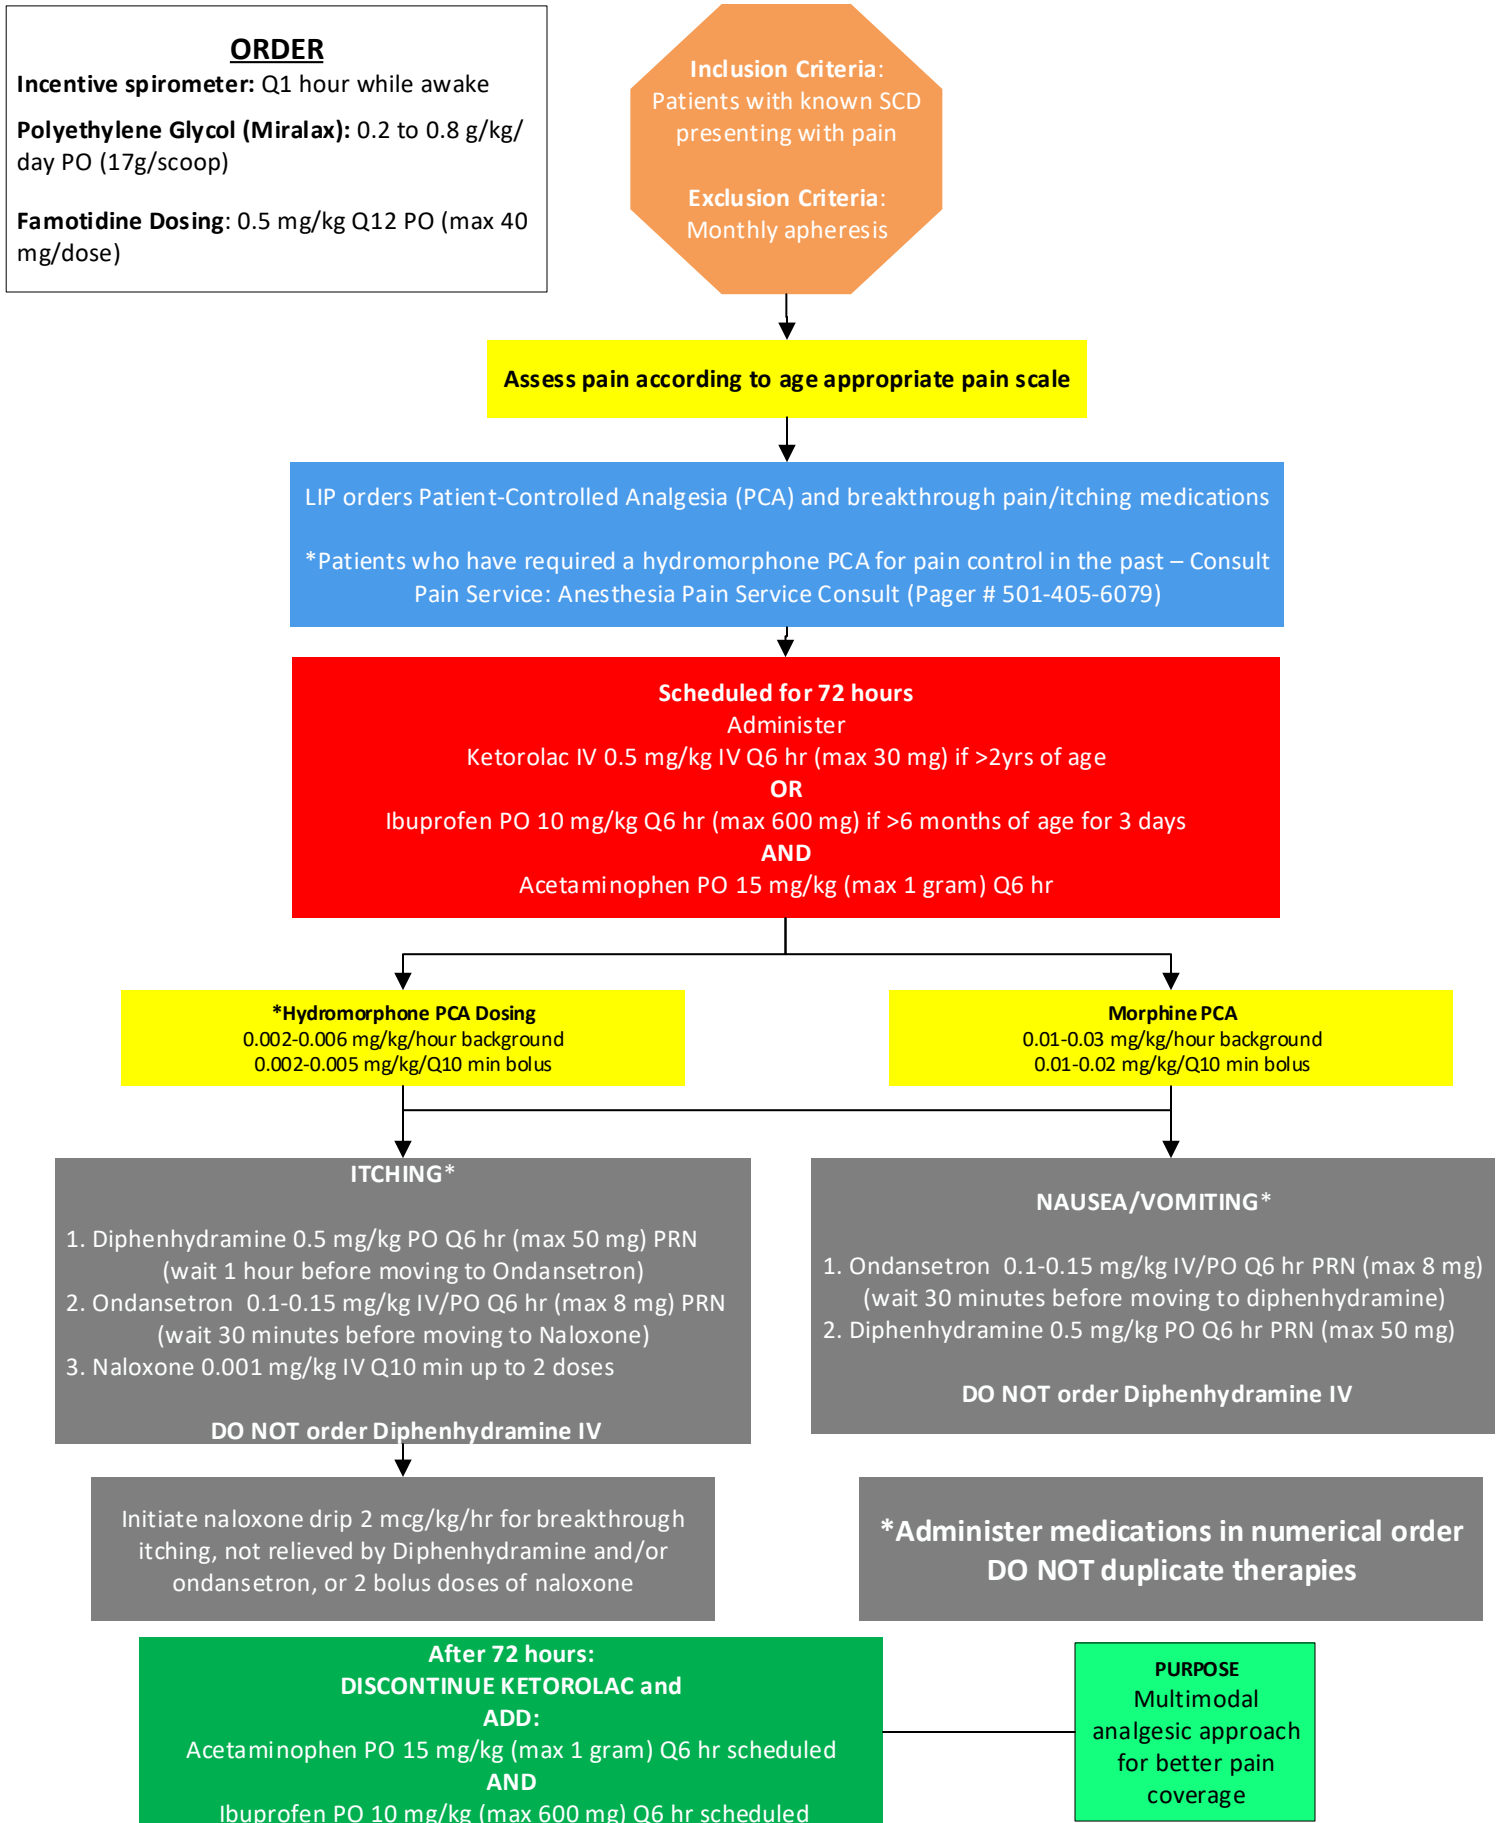 ORDER
Incentive spirometer: Q1 hour while awake
Polyethylene Glycol (Miralax): 0.2 to 0.8 g/kg/
day PO (17g/scoop)
Famotidine Dosing: 0.5 mg/kg Q12 PO (max 40
mg/dose)
Inclusion Criteria:
Patients with known SCD
presenting with pain
Exclusion Criteria:
Monthly apheresis
Assess pain according to age appropriate pain scale
LIP orders Patient-Controlled Analgesia (PCA) and breakthrough pain/itching medications
*Patients who have required a hydromorphone PCA for pain control in the past – Consult
Pain Service: Anesthesia Pain Service Consult (Pager # 501-405-6079)
Scheduled for 72 hours
Administer
Ketorolac IV 0.5 mg/kg IV Q6 hr (max 30 mg) if >2yrs of age
OR
Ibuprofen PO 10 mg/kg Q6 hr (max 600 mg) if >6 months of age for 3 days
AND
Acetaminophen PO 15 mg/kg (max 1 gram) Q6 hr
*Hydromorphone PCA Dosing
0.002-0.006 mg/kg/hour background
0.002-0.005 mg/kg/Q10 min bolus
Morphine PCA
0.01-0.03 mg/kg/hour background
0.01-0.02 mg/kg/Q10 min bolus
ITCHING*
1. Diphenhydramine 0.5 mg/kg PO Q6 hr (max 50 mg) PRN
(wait 1 hour before moving to Ondansetron)
2. Ondansetron 0.1-0.15 mg/kg IV/PO Q6 hr (max 8 mg) PRN
(wait 30 minutes before moving to Naloxone)
3. Naloxone 0.001 mg/kg IV Q10 min up to 2 doses
DO NOT order Diphenhydramine IV
NAUSEA/VOMITING*
1. Ondansetron 0.1-0.15 mg/kg IV/PO Q6 hr PRN (max 8 mg)
(wait 30 minutes before moving to diphenhydramine)
2. Diphenhydramine 0.5 mg/kg PO Q6 hr PRN (max 50 mg)
DO NOT order Diphenhydramine IV
Initiate naloxone drip 2 mcg/kg/hr for breakthrough
itching, not relieved by Diphenhydramine and/or
ondansetron, or 2 bolus doses of naloxone
*Administer medications in numerical order
DO NOT duplicate therapies
After 72 hours:
DISCONTINUE KETOROLAC and
ADD:
Acetaminophen PO 15 mg/kg (max 1 gram) Q6 hr scheduled
AND
Ibuprofen PO 10 mg/kg (max 600 mg) Q6 hr scheduled
PURPOSE
Multimodal
analgesic approach
for better pain
coverage